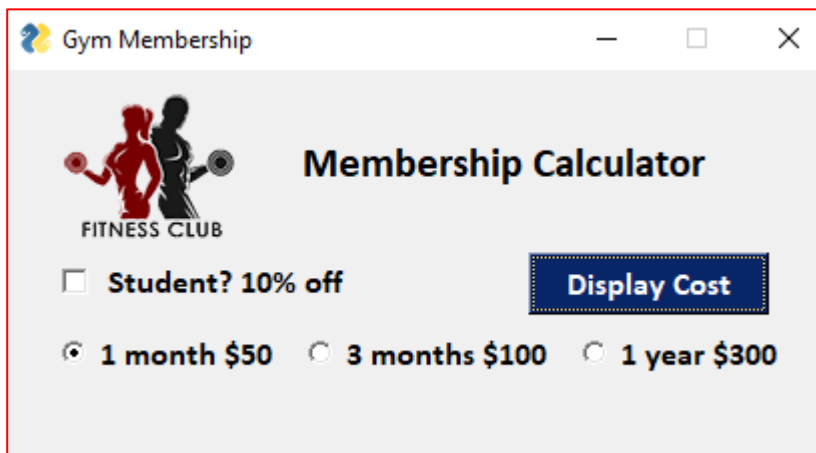 Gym Membership
Membership Calculator
FITNESS CLUB
Student? 10% off
Display Cost
1 month $50
3 months $100
1 year $300